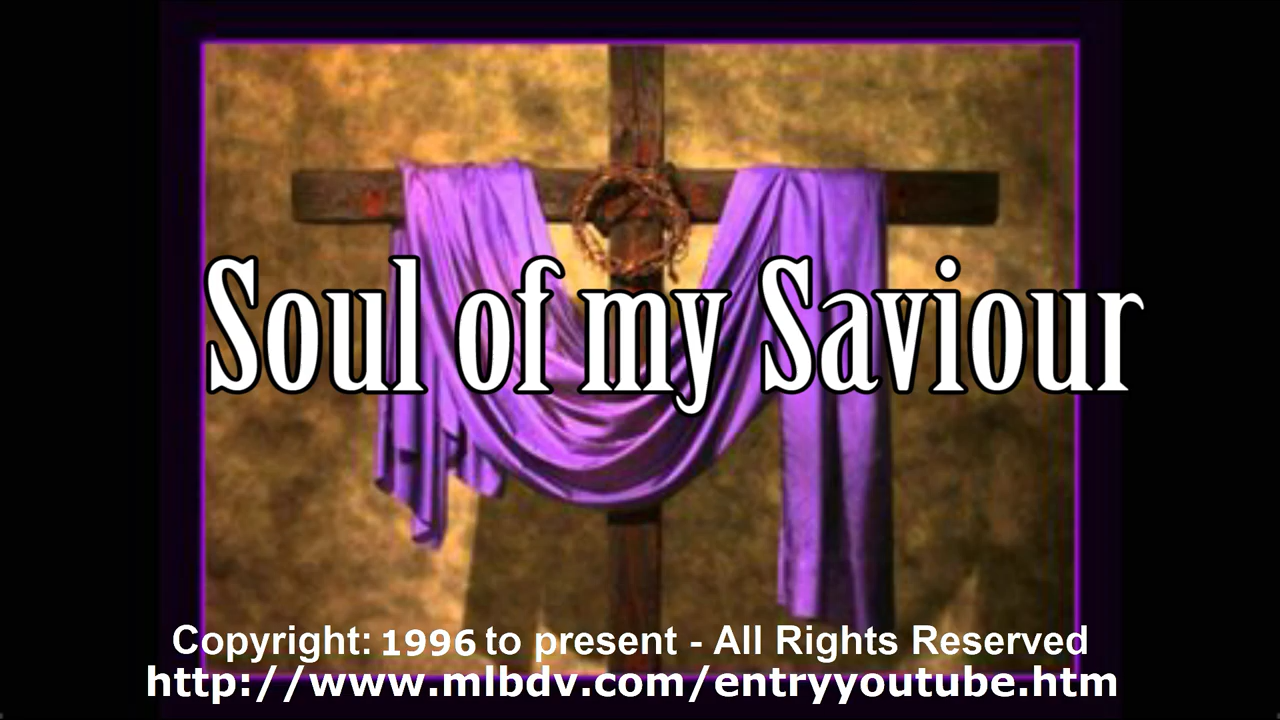 Soul of my Saviour
Copyright: 1996 to present - All Rights Reserved
http://www.mlbdv.com/entryyoutube.htm